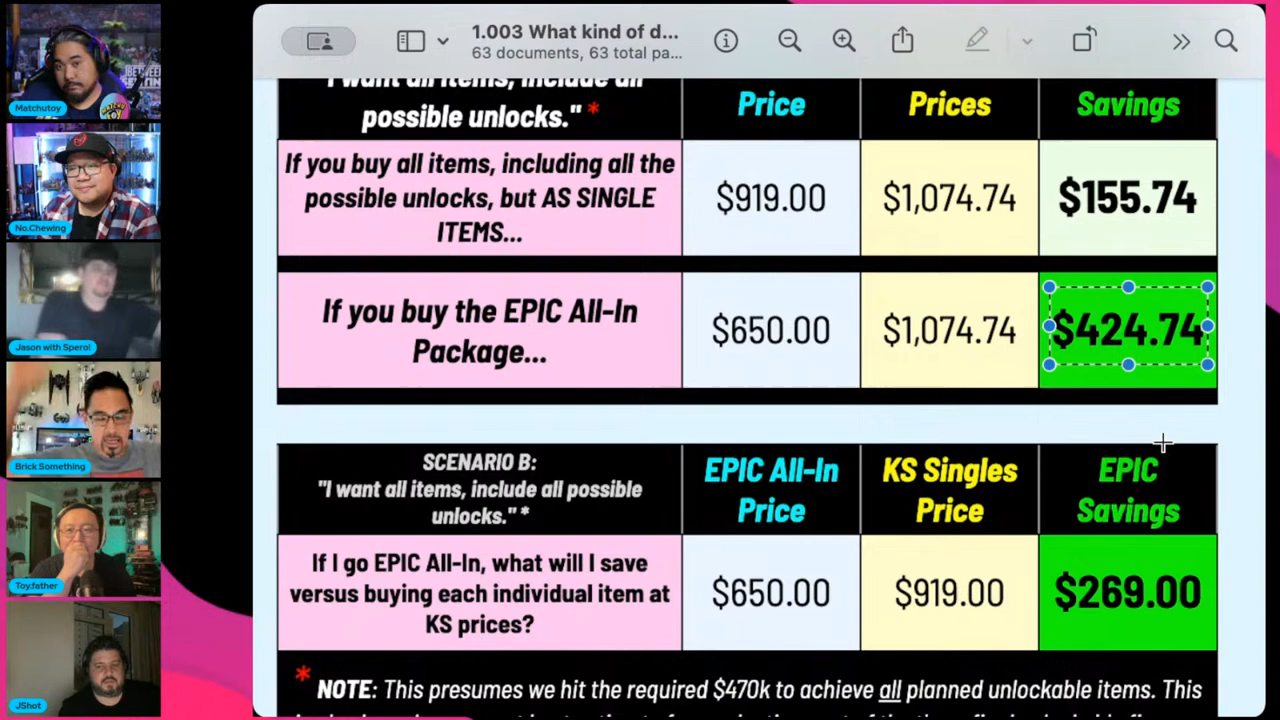 1.003 What kind of d...
63 documents, 63 total pa...
Matchutoy
No.Chewing
Jason with Spero!
Brick Something
Toy.father
JShot
"I want all items, include all
possible unlocks." *
Price
Prices
Savings
If you buy all items, including all the
possible unlocks, but AS SINGLE
ITEMS...
$919.00
$1,074.74
$155.74
If you buy the EPIC All-In
Package...
$650.00
$1,074.74
$424.74
SCENARIO B:
"I want all items, include all possible
unlocks." *
EPIC All-In
Price
KS Singles
Price
EPIC
Savings
If I go EPIC All-In, what will I save
versus buying each individual item at
KS prices?
$650.00
$919.00
$269.00
* NOTE: This presumes we hit the required $470k to achieve all planned unlockable items. This